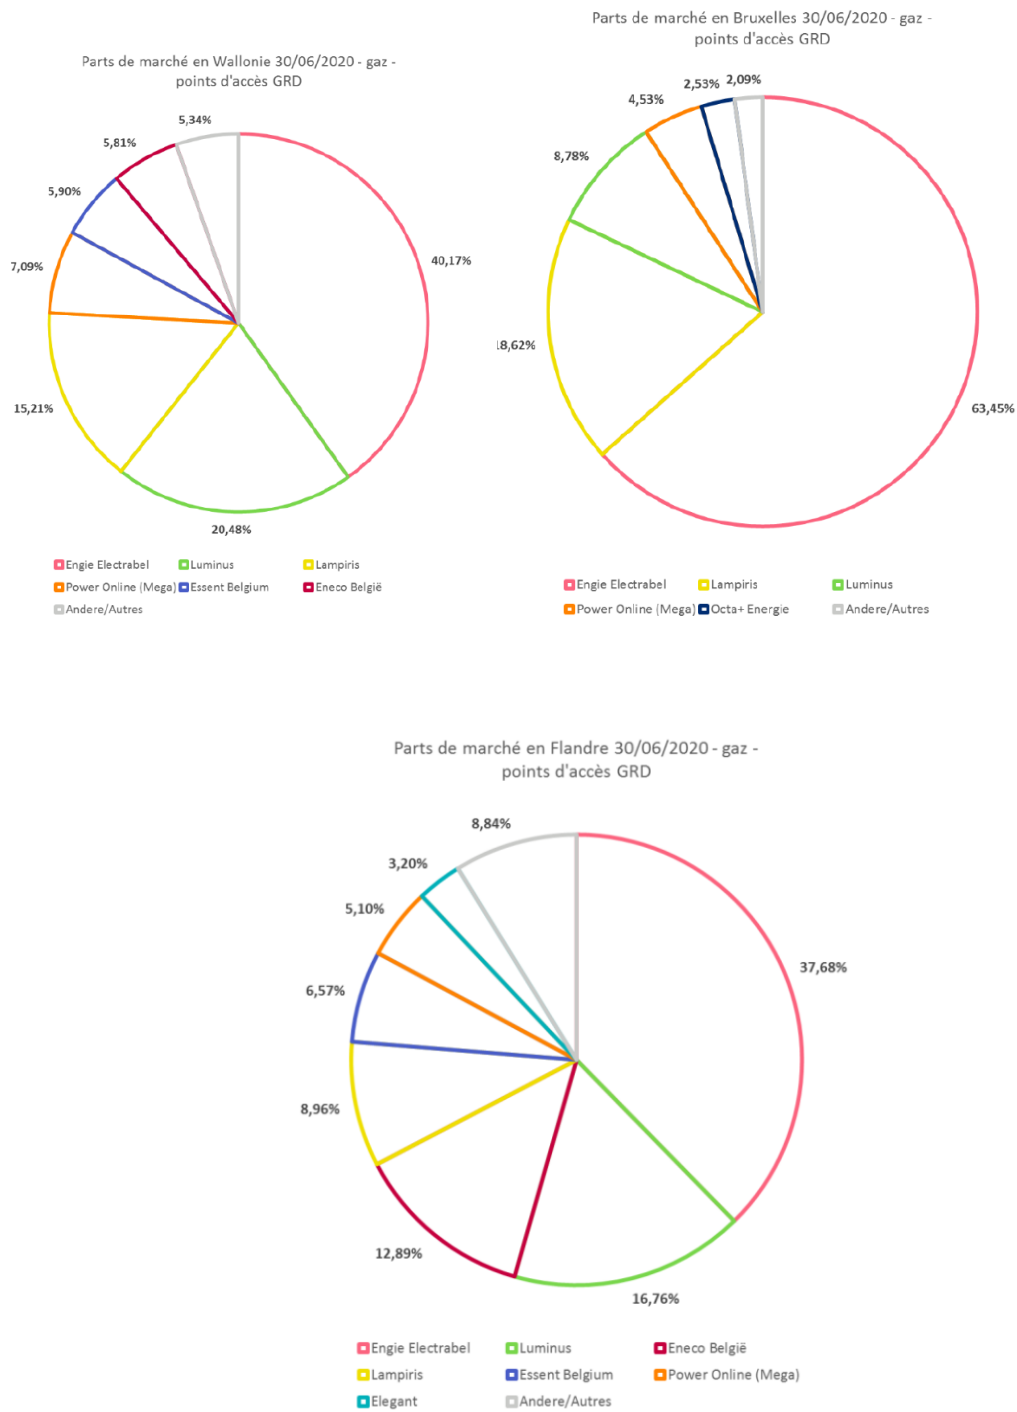 Parts de marché en Wallonie 30/06/2020 - gaz -
points d'accès GRD
5,34%
5,81%
5,90%
7,09%
40,17%
15,21%
20,48%
Engie Electrabel Luminus Lampiris
Power Online (Mega) Essent Belgium Eneco België
Andere/Autres
Parts de marché en Bruxelles 30/06/2020 - gaz -
points d'accès GRD
2,53% 2,09%
4,53%
8,78%
18,62%
63,45%
Engie Electrabel Lampiris Luminus
Power Online (Mega) Octa+ Energie Andere/Autres
Parts de marché en Flandre 30/06/2020 - gaz -
points d'accès GRD
8,84%
3,20%
5,10%
37,68%
6,57%
8,96%
12,89%
16,76%
Engie Electrabel Luminus Eneco België
Lampiris Essent Belgium Power Online (Mega)
Elegant Andere/Autres